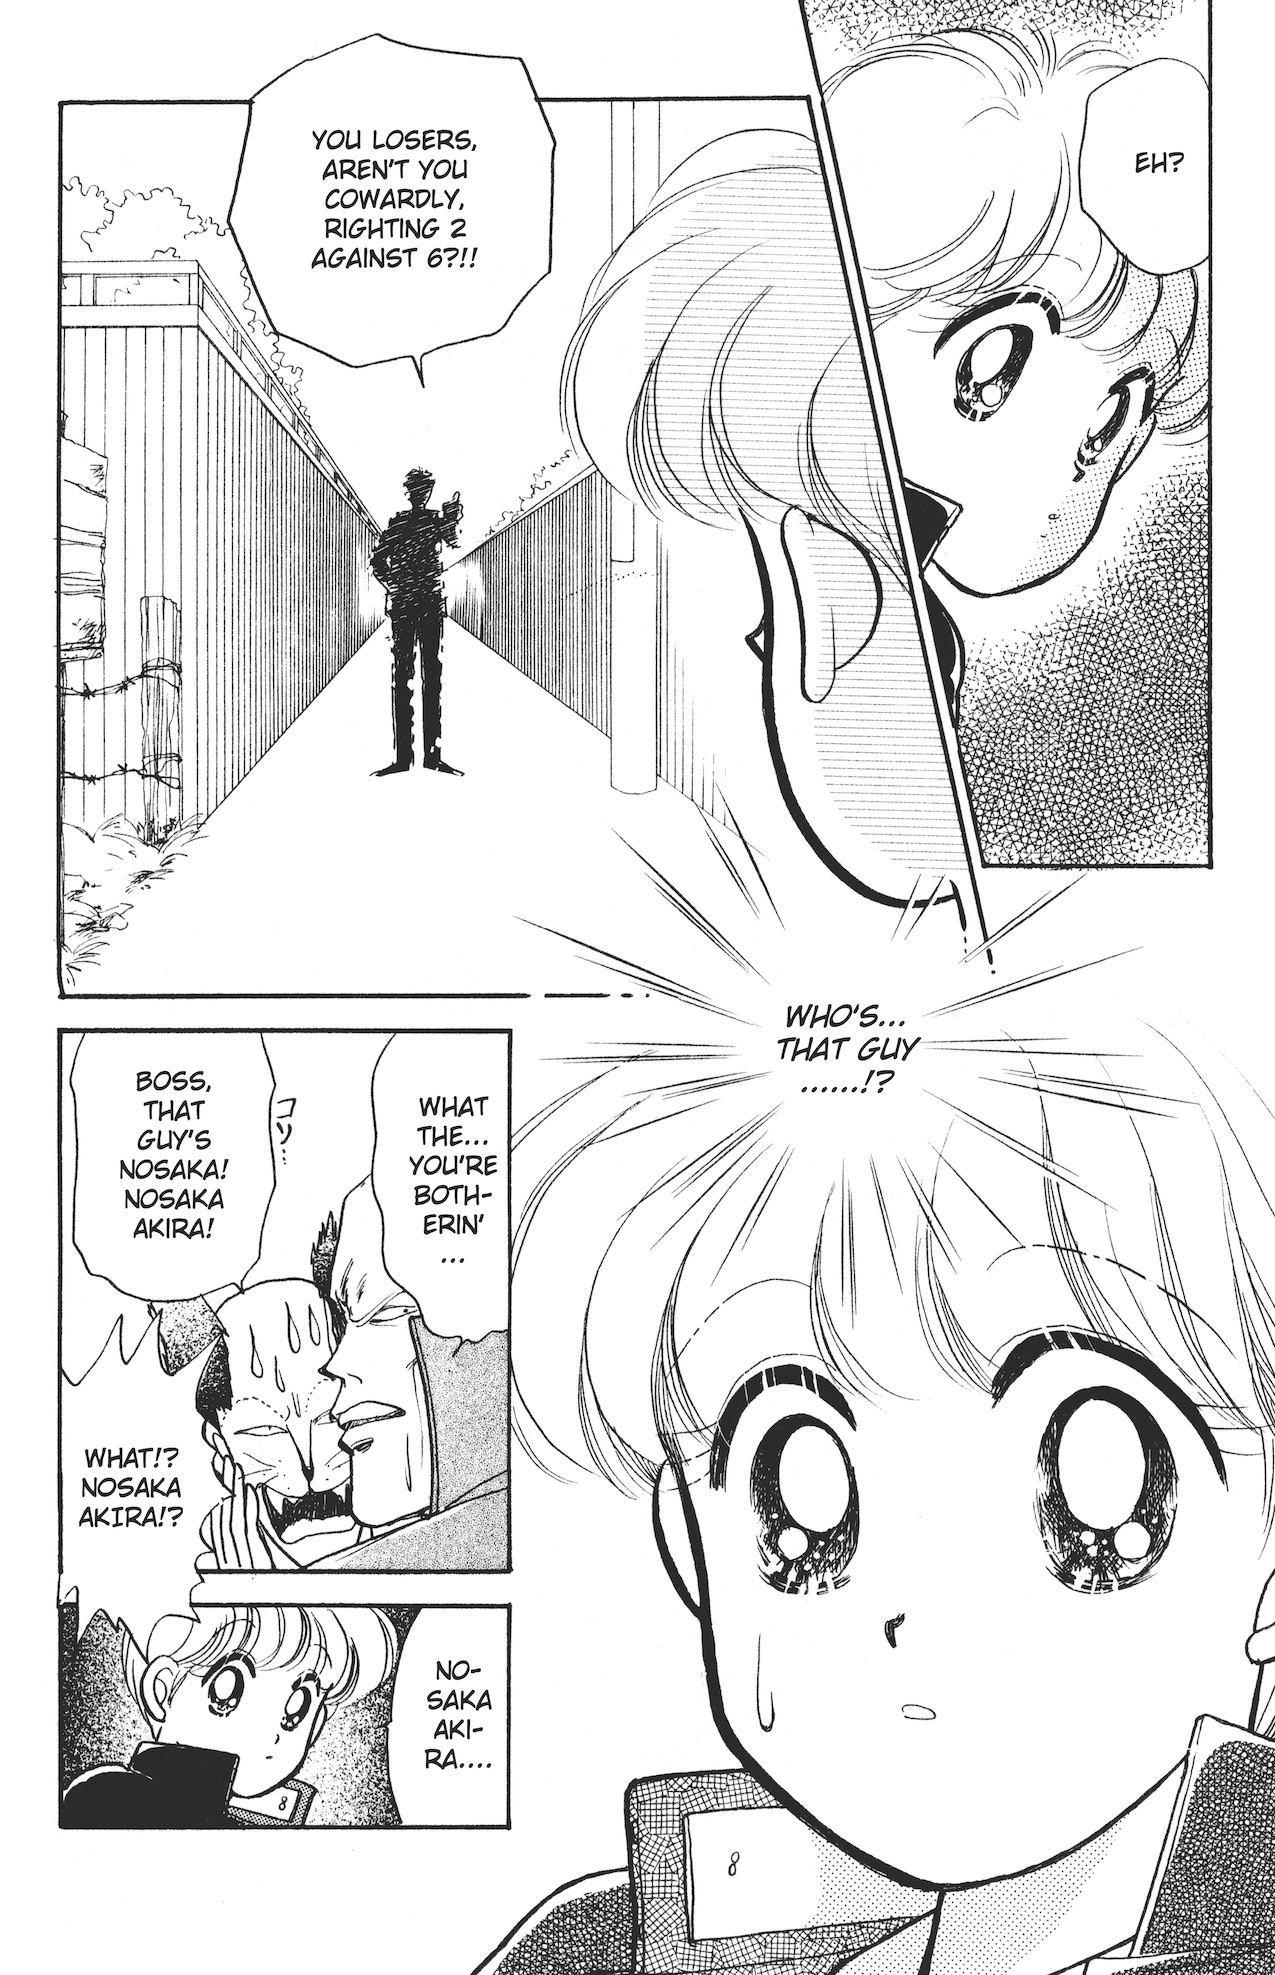 EH?
YOU LOSERS,
AREN'T YOU
COWARDLY,
RIGHTING 2
AGAINST 6?!!
WHO'S...
THAT GUY
......!?
WHAT
THE...
YOU'RE
BOTH-
ERIN'
...
コソ…
BOSS,
THAT
GUY'S
NOSAKA!
NOSAKA
AKIRA!
WHAT!?
NOSAKA
AKIRA!?
NO-
SAKA
AKI-
RA....
8
8